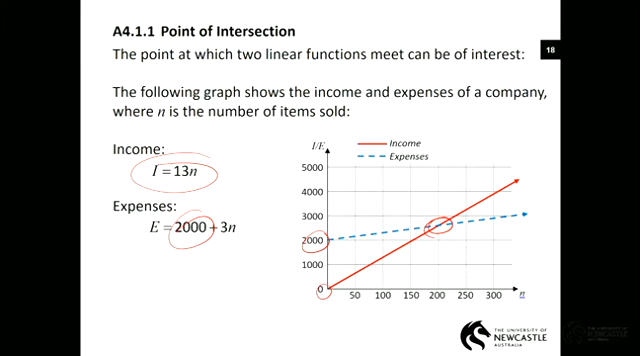 A4.1.1 Point of Intersection
18
The point at which two linear functions meet can be of interest:
The following graph shows the income and expenses of a company,
where n is the number of items sold:
Income:
I = 13n
Expenses:
E = 2000 + 3n
I/E
Income
Expenses
5000
4000
3000
2000
1000
0
50 100 150 200 250 300 n
THE UNIVERSITY OF
NEWCASTLE
AUSTRALIA